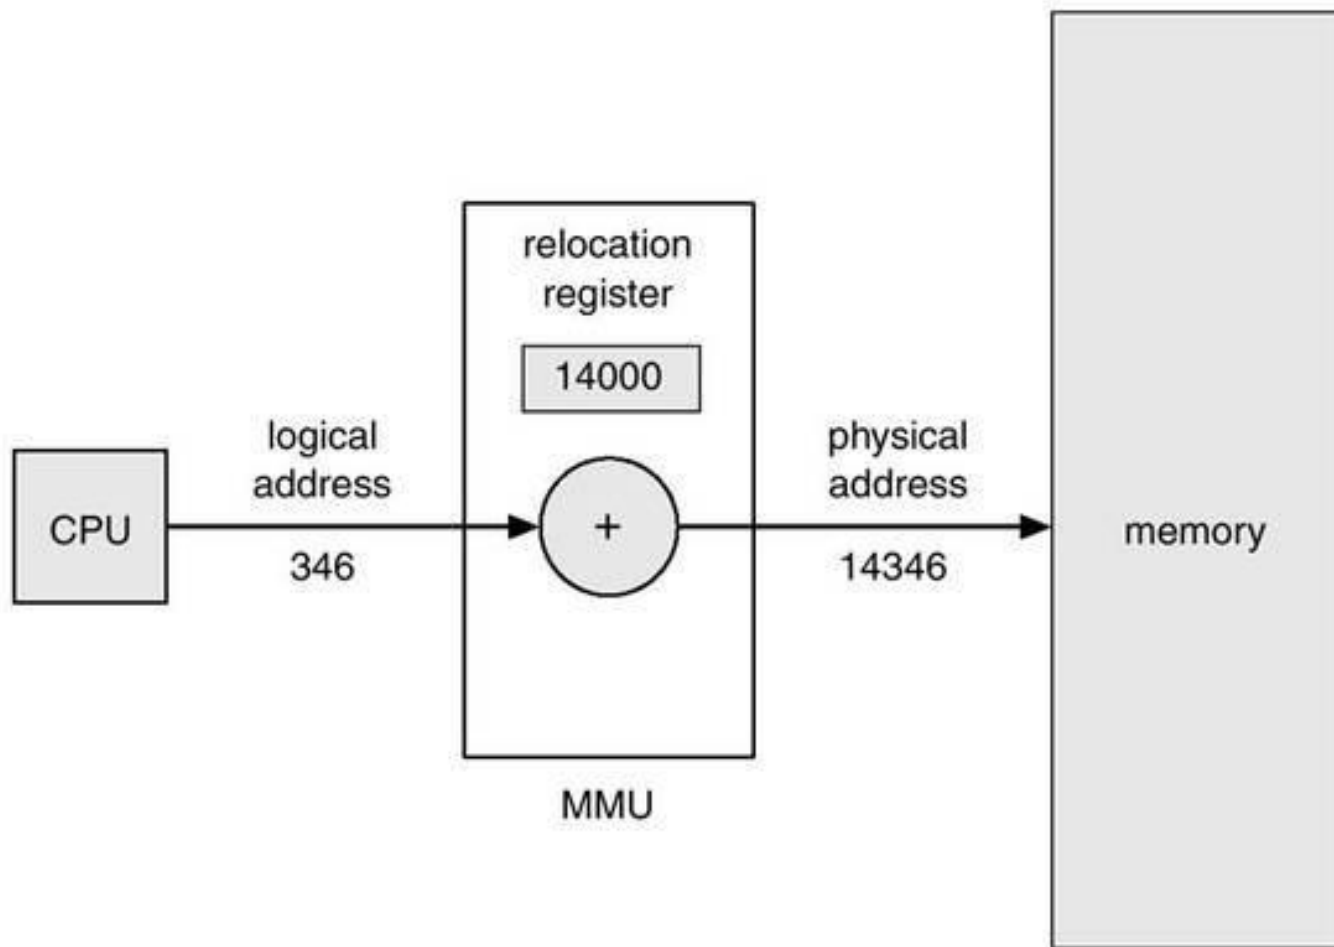 relocation
register
14000
logical
address
physical
address
CPU
+
memory
346
14346
MMU